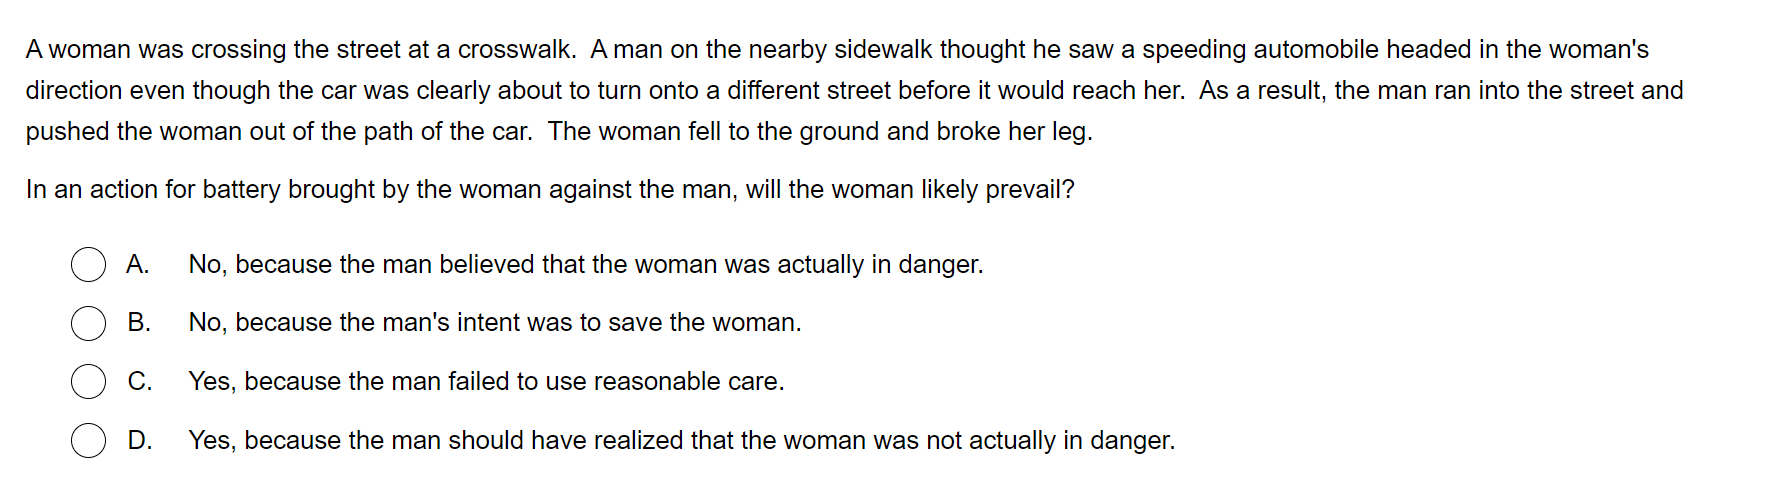 A woman was crossing the street at a crosswalk.  A man on the nearby sidewalk thought he saw a speeding automobile headed in the woman's
direction even though the car was clearly about to turn onto a different street before it would reach her.  As a result, the man ran into the street and
pushed the woman out of the path of the car.  The woman fell to the ground and broke her leg.
In an action for battery brought by the woman against the man, will the woman likely prevail?
A. No, because the man believed that the woman was actually in danger.
B. No, because the man's intent was to save the woman.
C. Yes, because the man failed to use reasonable care.
D. Yes, because the man should have realized that the woman was not actually in danger.